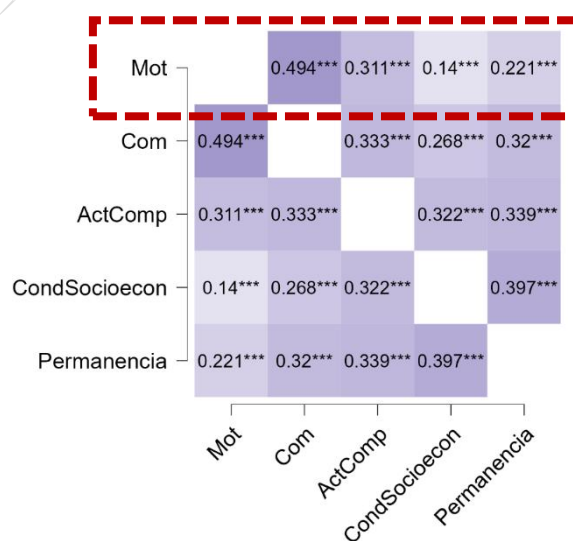 Mot 0.494*** 0.311*** 0.14*** 0.221***
Com 0.494*** 0.333*** 0.268*** 0.32***
ActComp 0.311*** 0.333*** 0.322*** 0.339***
CondSocioecon 0.14*** 0.268*** 0.322*** 0.397***
Permanencia 0.221*** 0.32*** 0.339*** 0.397***
Mot Com ActComp CondSocioecon Permanencia